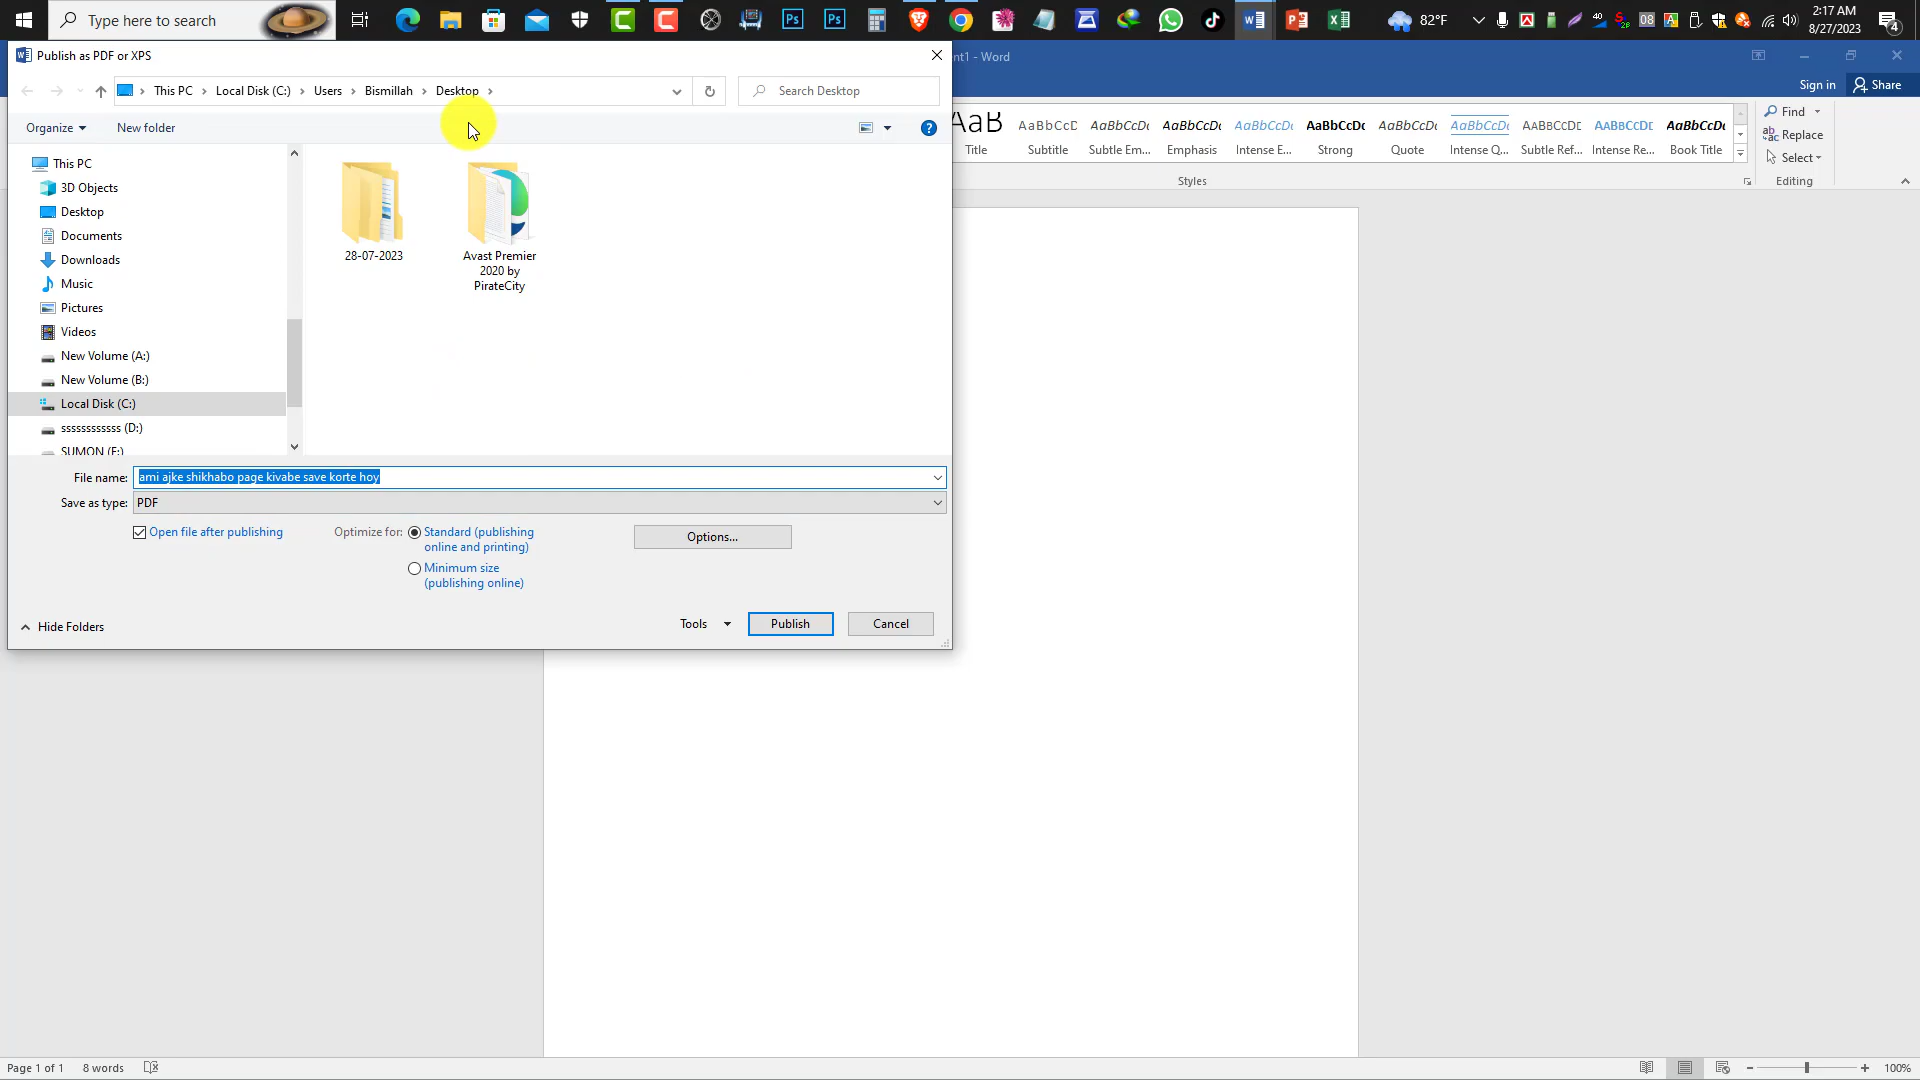 Type here to search
82°F
40
08
2:17 AM
8/27/2023
4
Publish as PDF or XPS
nt1 - Word
Sign in
Share
This PC
Local Disk (C:)
Users
Bismillah
Desktop
Search Desktop
Organize
New folder
This PC
3D Objects
Desktop
Documents
Downloads
Music
Pictures
Videos
New Volume (A:)
New Volume (B:)
Local Disk (C:)
ssssssssssss (D:)
SUMON (F:)
28-07-2023
Avast Premier
2020 by
PirateCity
File name: ami ajke shikhabo page kivabe save korte hoy
Save as type: PDF
Open file after publishing
Optimize for:
Standard (publishing
online and printing)
Minimum size
(publishing online)
Options...
Hide Folders
Tools
Publish
Cancel
AaB AaBbCcD AaBbCcDc AaBbCcDc AaBbCcDc AaBbCcDc AaBbCcDc AaBbCcDc AABBCCDD AABBCCDD AaBbCcDc
Title Subtitle Subtle Em... Emphasis Intense E... Strong Quote Intense Q... Subtle Ref... Intense Re... Book Title
Styles
Find
Replace
Select
Editing
Page 1 of 1 8 words
100%